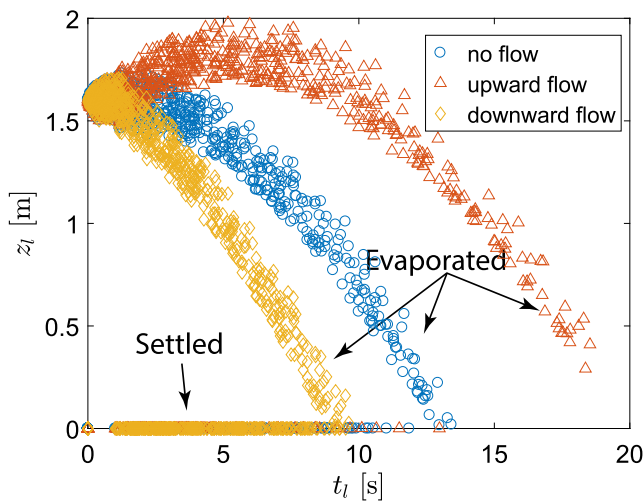 2
1.5
1
0.5
0
z_l [m]
no flow
upward flow
downward flow
Evaporated
Settled
0
5
10
15
20
t_l [s]